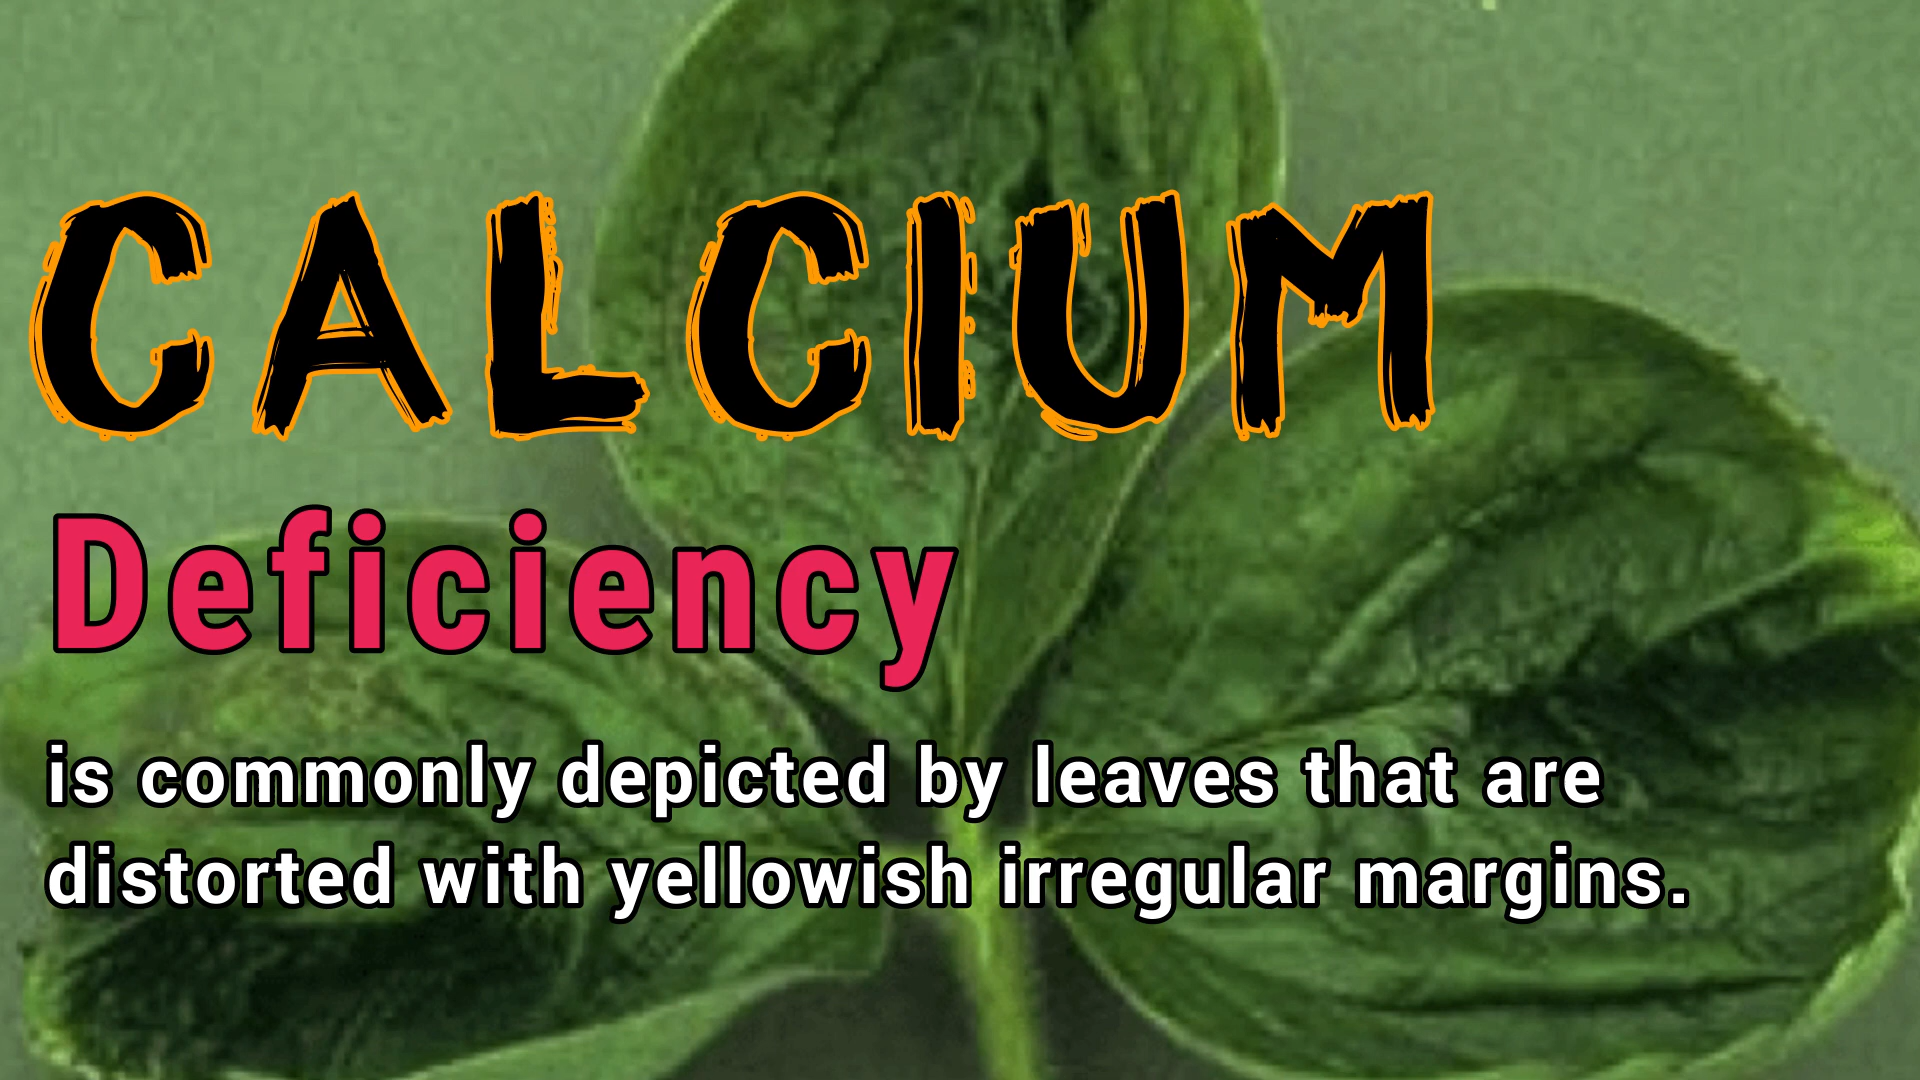 CALCIUM
Deficiency
is commonly depicted by leaves that are
distorted with yellowish irregular margins.